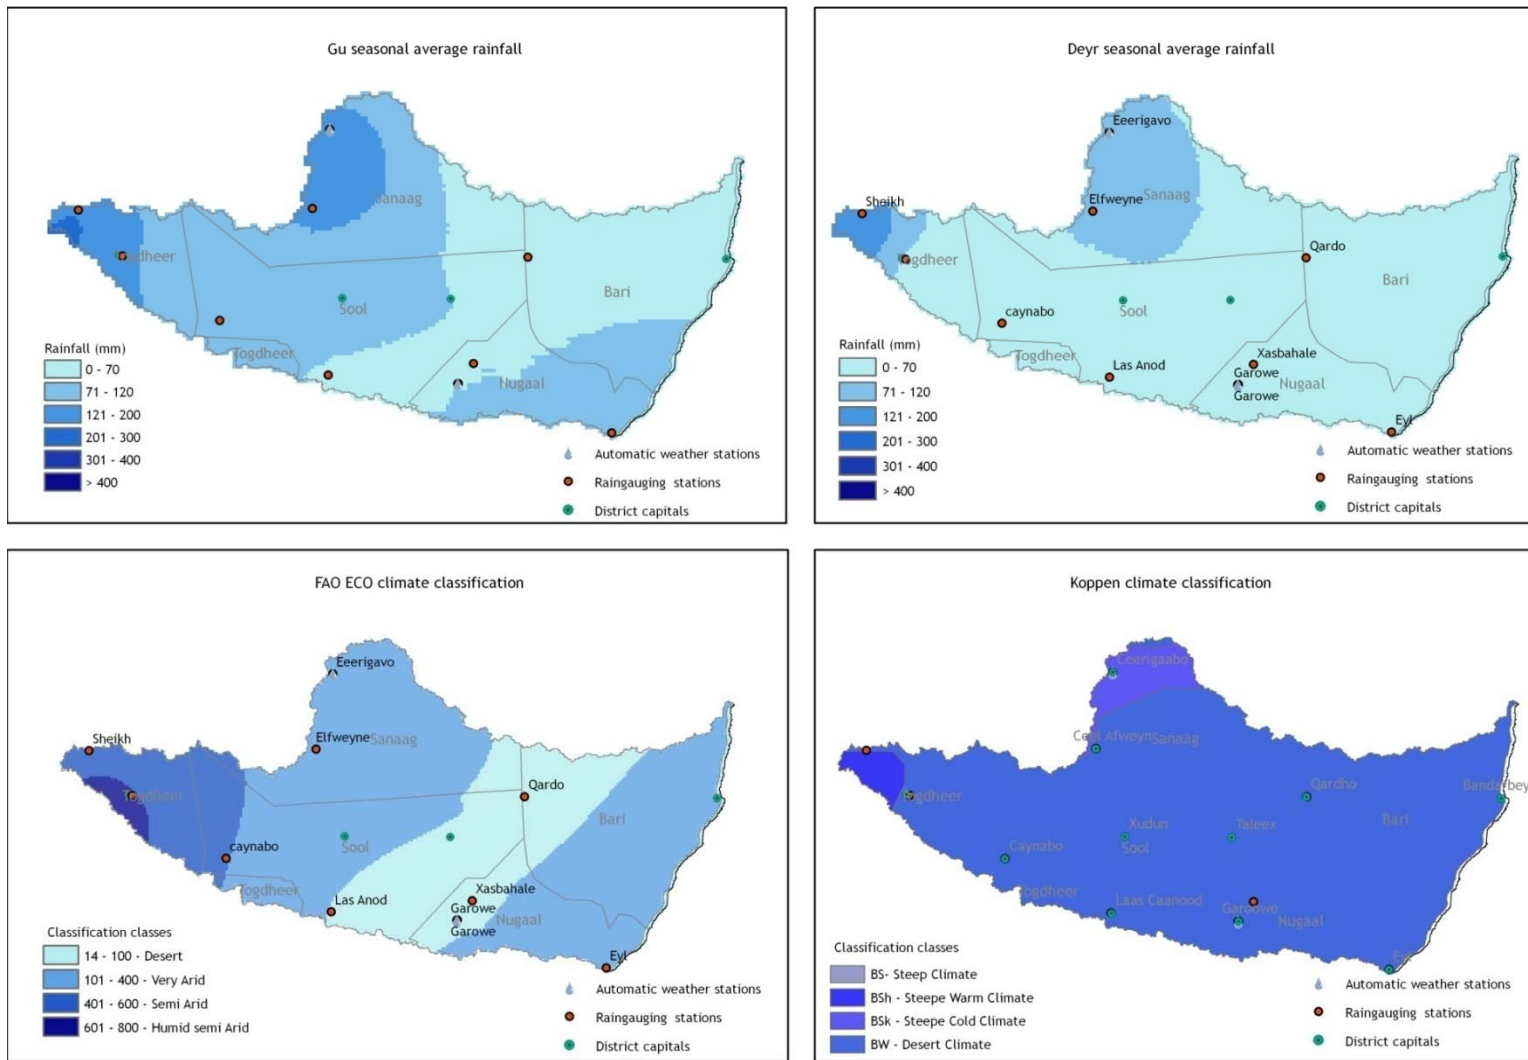 Gu seasonal average rainfall
Sanaag
Togdheer
Bari
Sool
Togdheer
Nugaal
Rainfall (mm)
0 - 70
71 - 120
121 - 200
201 - 300
301 - 400
> 400
Automatic weather stations
Raingauging stations
District capitals
Deyr seasonal average rainfall
Eeerigavo
Sheikh
Elfweyne
Sanaag
Togdheer
Qardo
Bari
caynabo
Sool
Togdheer
Las Anod
Xasbahale
Garowe
Nugaal
Garowe
Eyl
Rainfall (mm)
0 - 70
71 - 120
121 - 200
201 - 300
301 - 400
> 400
Automatic weather stations
Raingauging stations
District capitals
FAO ECO climate classification
Eeerigavo
Sheikh
Elfweyne
Sanaag
Togdheer
Qardo
Bari
caynabo
Sool
Togdheer
Las Anod
Xasbahale
Garowe
Nugaal
Garowe
Eyl
Classification classes
14 - 100 - Desert
101 - 400 - Very Arid
401 - 600 - Semi Arid
601 - 800 - Humid semi Arid
Automatic weather stations
Raingauging stations
District capitals
Koppen climate classification
Ceerigaabo
Ceel Afweyn
Sanaag
Togdheer
Qardho
Bandarbey
Bari
Xudun
Taleex
Sool
Caynabo
Togdheer
Laas Caanood
Garoowe
Nugaal
Eyl
Classification classes
BS- Steep Climate
BSh - Steepe Warm Climate
BSk - Steepe Cold Climate
BW - Desert Climate
Automatic weather stations
Raingauging stations
District capitals